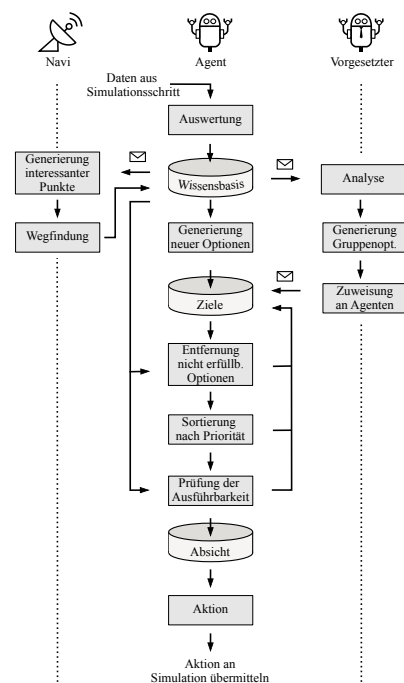 Navi
Agent
Vorgesetzter
Daten aus
Simulationsschritt
Auswertung
Generierung
interessanter
Punkte
Wissensbasis
Analyse
Wegfindung
Generierung
neuer Optionen
Generierung
Gruppenopt.
Ziele
Zuweisung
an Agenten
Entfernung
nicht erfüllb.
Optionen
Sortierung
nach Priorität
Prüfung der
Ausführbarkeit
Absicht
Aktion
Aktion an
Simulation übermitteln